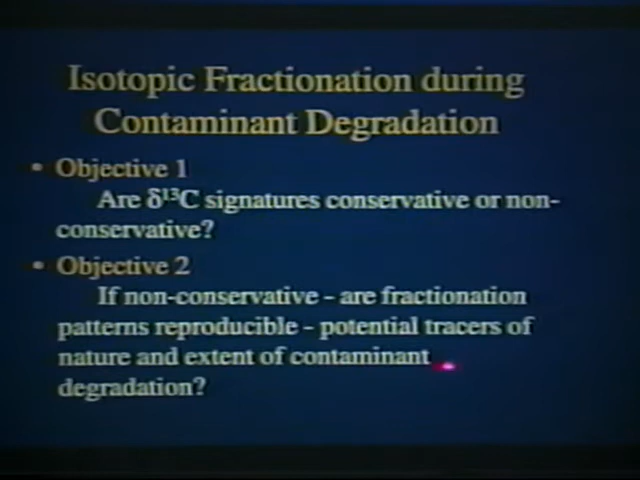 Isotopic Fractionation during
Contaminant Degradation
• Objective 1
Are δ¹³C signatures conservative or non-
conservative?
• Objective 2
If non-conservative - are fractionation
patterns reproducible - potential tracers of
nature and extent of contaminant
degradation?